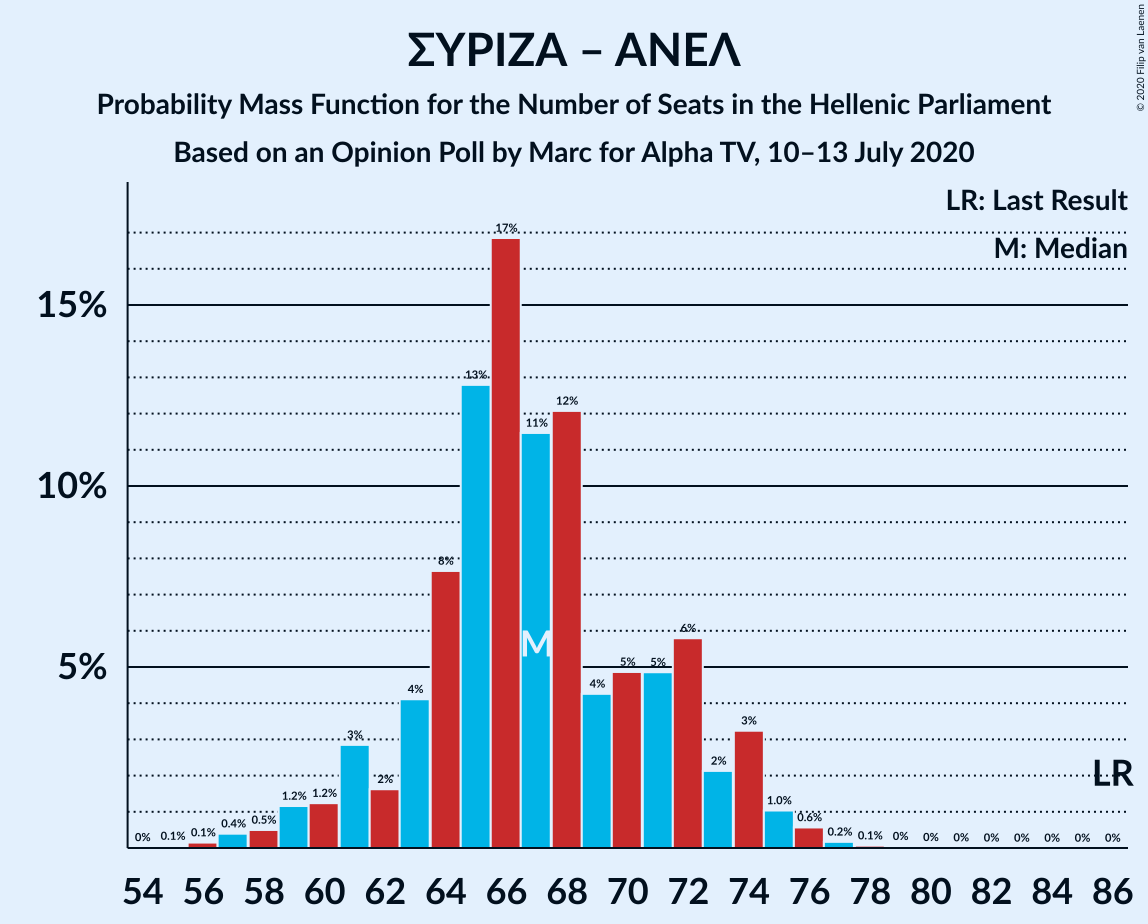 ΣΥΡΙΖΑ – ΑΝΕΛ
Probability Mass Function for the Number of Seats in the Hellenic Parliament
Based on an Opinion Poll by Marc for Alpha TV, 10–13 July 2020
© 2020 Filip van Laenen
LR: Last Result
M: Median
15%
10%
5%
0% 0.1% 0.1% 0.4% 0.5% 1.2% 1.2% 3% 2% 4% 8% 13% 17% 11% 12% 4% 5% 5% 6% 2% 3% 1.0% 0.6% 0.2% 0.1% 0% 0% 0% 0% 0% 0% 0% 0%
M
LR
54 56 58 60 62 64 66 68 70 72 74 76 78 80 82 84 86